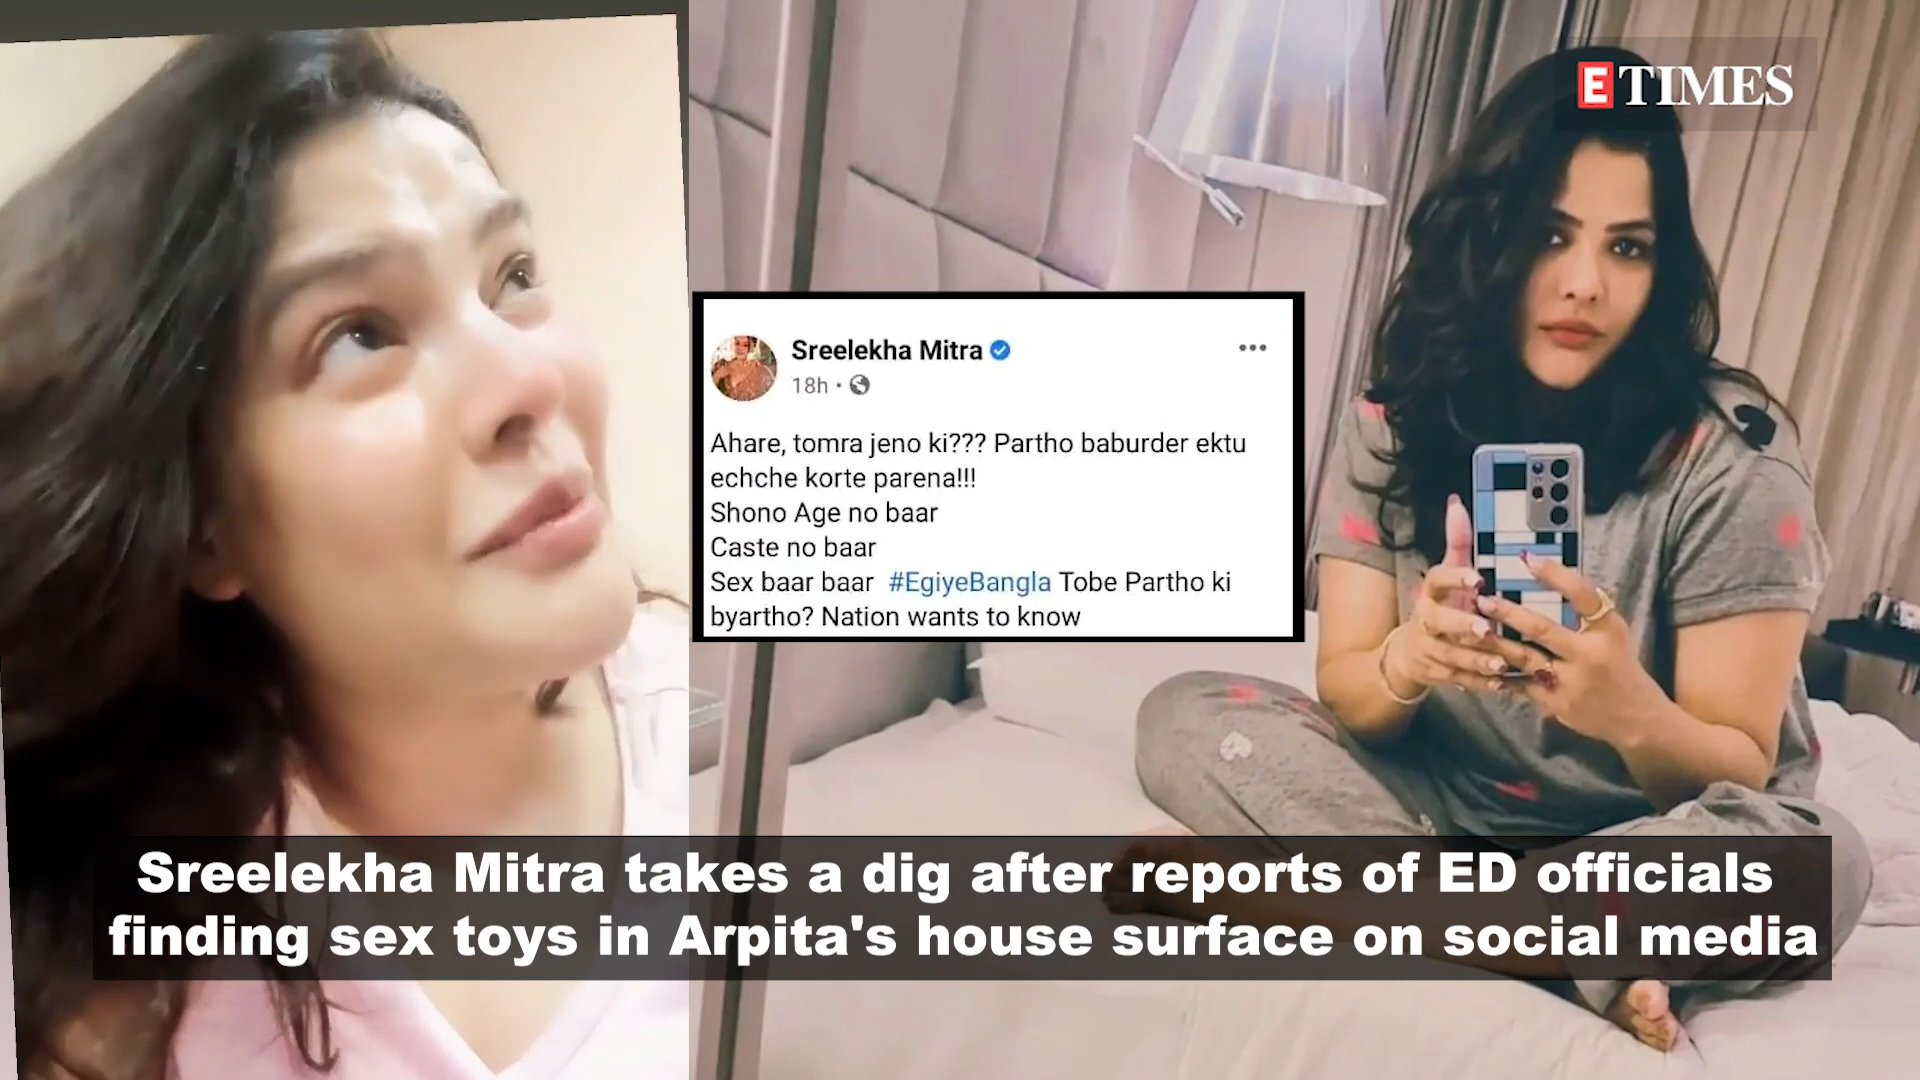 ETIMES
Sreelekha Mitra
18h
Ahare, tomra jeno ki??? Partho baburder ektu
echche korte parena!!!
Shono Age no baar
Caste no baar
Sex baar baar #EgiyeBangla Tobe Partho ki
byartho? Nation wants to know
Sreelekha Mitra takes a dig after reports of ED officials
finding sex toys in Arpita's house surface on social media